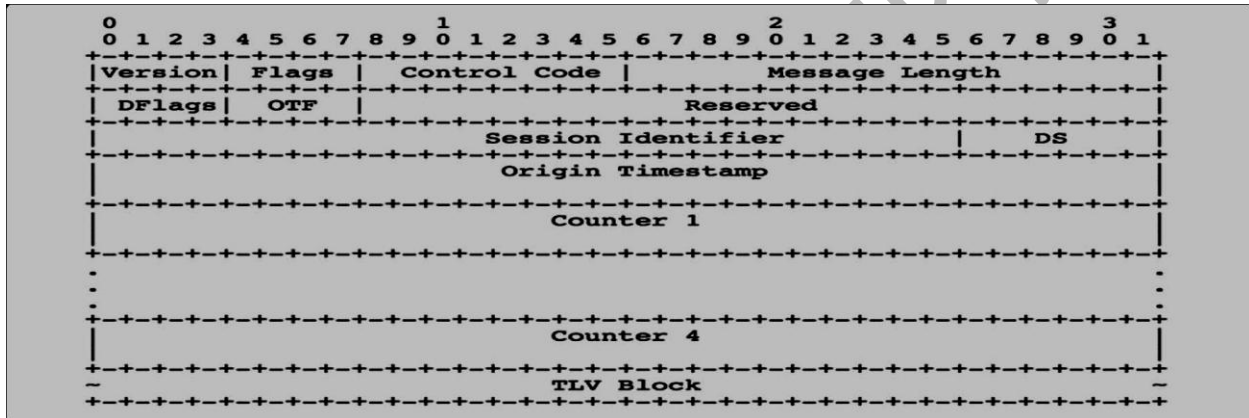 0 1 2 3
0 1 2 3 4 5 6 7 8 9 0 1 2 3 4 5 6 7 8 9 0 1 2 3 4 5 6 7 8 9 0 1
+-+-+-+-+-+-+-+-+-+-+-+-+-+-+-+-+-+-+-+-+-+-+-+-+-+-+-+-+-+-+-+-+
|Version| Flags | Control Code | Message Length |
+-+-+-+-+-+-+-+-+-+-+-+-+-+-+-+-+-+-+-+-+-+-+-+-+-+-+-+-+-+-+-+-+
| DFlags| OTF | Reserved |
+-+-+-+-+-+-+-+-+-+-+-+-+-+-+-+-+-+-+-+-+-+-+-+-+-+-+-+-+-+-+-+-+
| Session Identifier | DS |
+-+-+-+-+-+-+-+-+-+-+-+-+-+-+-+-+-+-+-+-+-+-+-+-+-+-+-+-+-+-+-+-+
| Origin Timestamp |
| |
+-+-+-+-+-+-+-+-+-+-+-+-+-+-+-+-+-+-+-+-+-+-+-+-+-+-+-+-+-+-+-+-+
| Counter 1 |
| |
+-+-+-+-+-+-+-+-+-+-+-+-+-+-+-+-+-+-+-+-+-+-+-+-+-+-+-+-+-+-+-+-+
. .
. .
. .
+-+-+-+-+-+-+-+-+-+-+-+-+-+-+-+-+-+-+-+-+-+-+-+-+-+-+-+-+-+-+-+-+
| Counter 4 |
| |
+-+-+-+-+-+-+-+-+-+-+-+-+-+-+-+-+-+-+-+-+-+-+-+-+-+-+-+-+-+-+-+-+
~ TLV Block ~
+-+-+-+-+-+-+-+-+-+-+-+-+-+-+-+-+-+-+-+-+-+-+-+-+-+-+-+-+-+-+-+-+